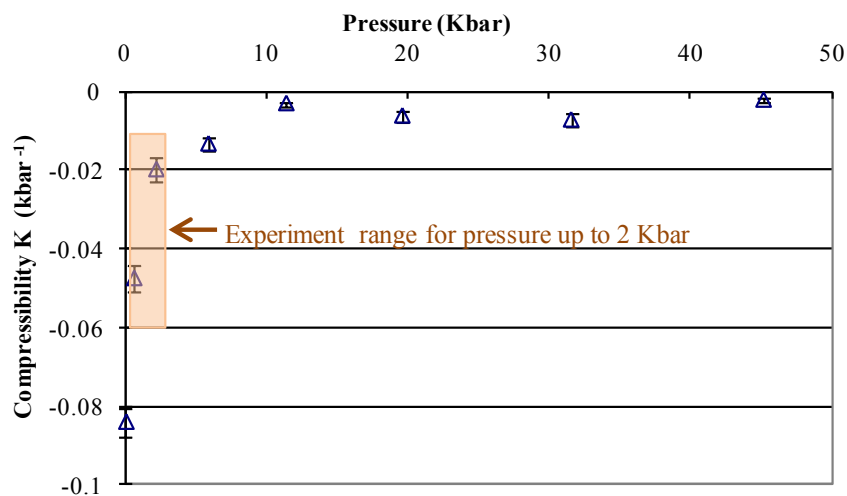 Pressure (Kbar)
0 10 20 30 40 50
0
-0.02
-0.04
-0.06
-0.08
-0.1
Compressibility K (kbar⁻¹)
Experiment range for pressure up to 2 Kbar